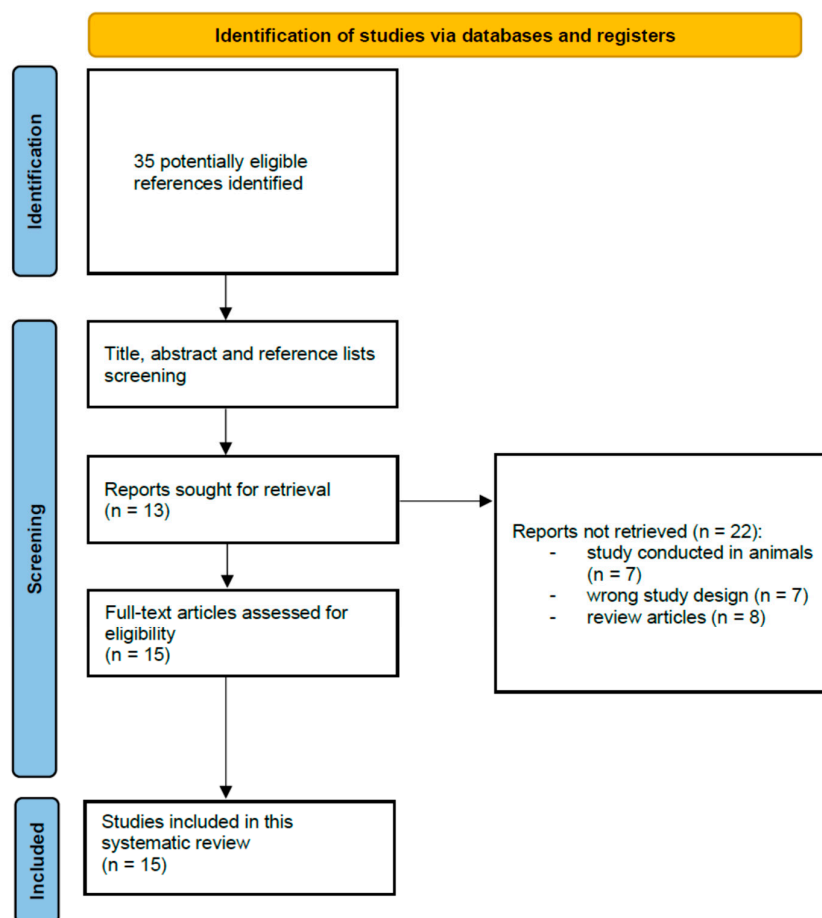 Identification of studies via databases and registers
Identification
35 potentially eligible
references identified
Screening
Title, abstract and reference lists
screening
Reports sought for retrieval
(n = 13)
Reports not retrieved (n = 22):
- study conducted in animals
(n = 7)
- wrong study design (n = 7)
- review articles (n = 8)
Full-text articles assessed for
eligibility
(n = 15)
Included
Studies included in this
systematic review
(n = 15)